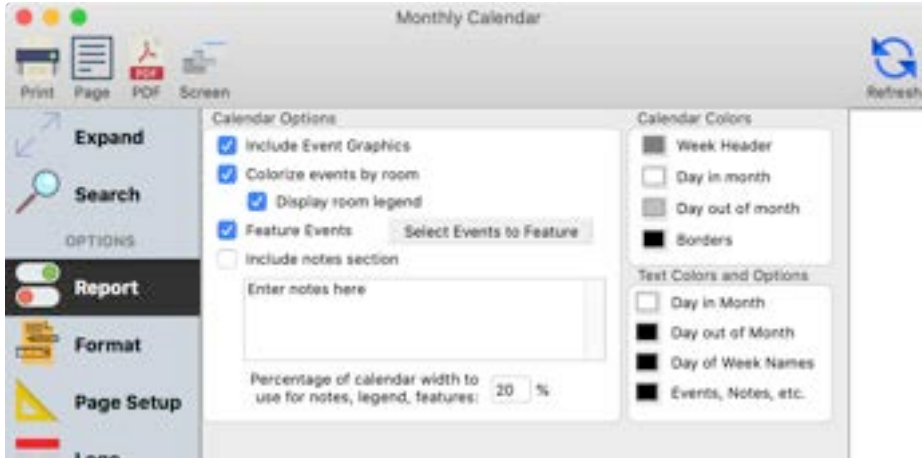 Monthly Calendar
Print Page PDF Screen Refresh
PDF
Expand
Search
OPTIONS
Report
Format
Page Setup
Logo
Calendar Options
Include Event Graphics
Colorize events by room
Display room legend
Feature Events Select Events to Feature
Include notes section
Enter notes here
Percentage of calendar width to
use for notes, legend, features: 20 %
Calendar Colors
Week Header
Day in month
Day out of month
Borders
Text Colors and Options
Day in Month
Day out of Month
Day of Week Names
Events, Notes, etc.